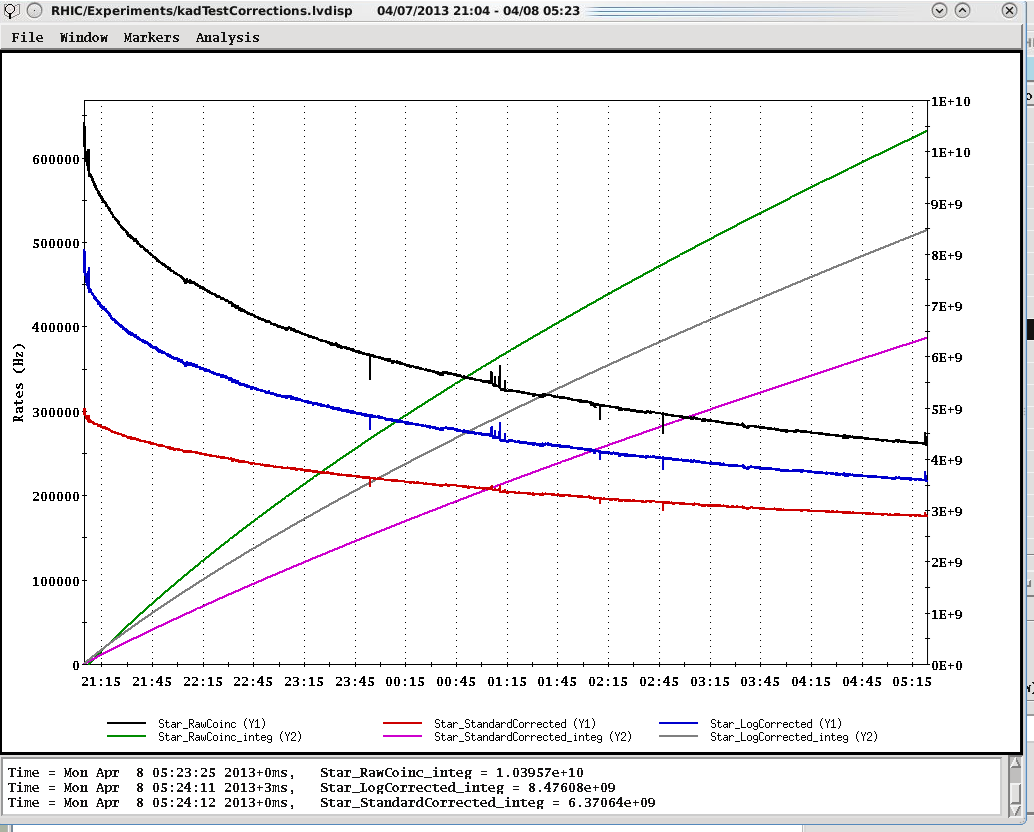 RHIC/Experiments/kadTestCorrections.lvdisp 04/07/2013 21:04 - 04/08 05:23
File Window Markers Analysis
1E+10
600000
1E+10
9E+9
500000
8E+9
7E+9
400000
6E+9
Rates (Hz)
300000
5E+9
4E+9
200000
3E+9
2E+9
100000
1E+9
0
0E+0
21:15 21:45 22:15 22:45 23:15 23:45 00:15 00:45 01:15 01:45 02:15 02:45 03:15 03:45 04:15 04:45 05:15
Star_RawCoinc (Y1) Star_StandardCorrected (Y1) Star_LogCorrected (Y1)
Star_RawCoinc_integ (Y2) Star_StandardCorrected_integ (Y2) Star_LogCorrected_integ (Y2)
Time = Mon Apr  8 05:23:25 2013+0ms,   Star_RawCoinc_integ = 1.03957e+10
Time = Mon Apr  8 05:24:11 2013+3ms,   Star_LogCorrected_integ = 8.47608e+09
Time = Mon Apr  8 05:24:12 2013+0ms,   Star_StandardCorrected_integ = 6.37064e+09